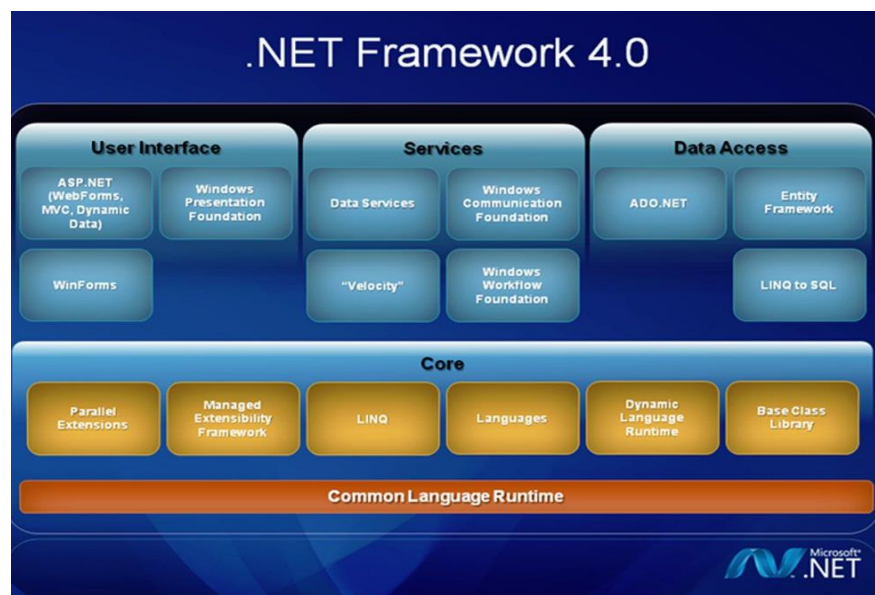 .NET Framework 4.0
User Interface
Services
Data Access
ASP.NET
(WebForms,
MVC, Dynamic
Data)
Windows
Presentation
Foundation
Data Services
Windows
Communication
Foundation
ADO.NET
Entity
Framework
WinForms
"Velocity"
Windows
Workflow
Foundation
LINQ to SQL
Core
Parallel
Extensions
Managed
Extensibility
Framework
LINQ
Languages
Dynamic
Language
Runtime
Base Class
Library
Common Language Runtime
Microsoft®
.NET